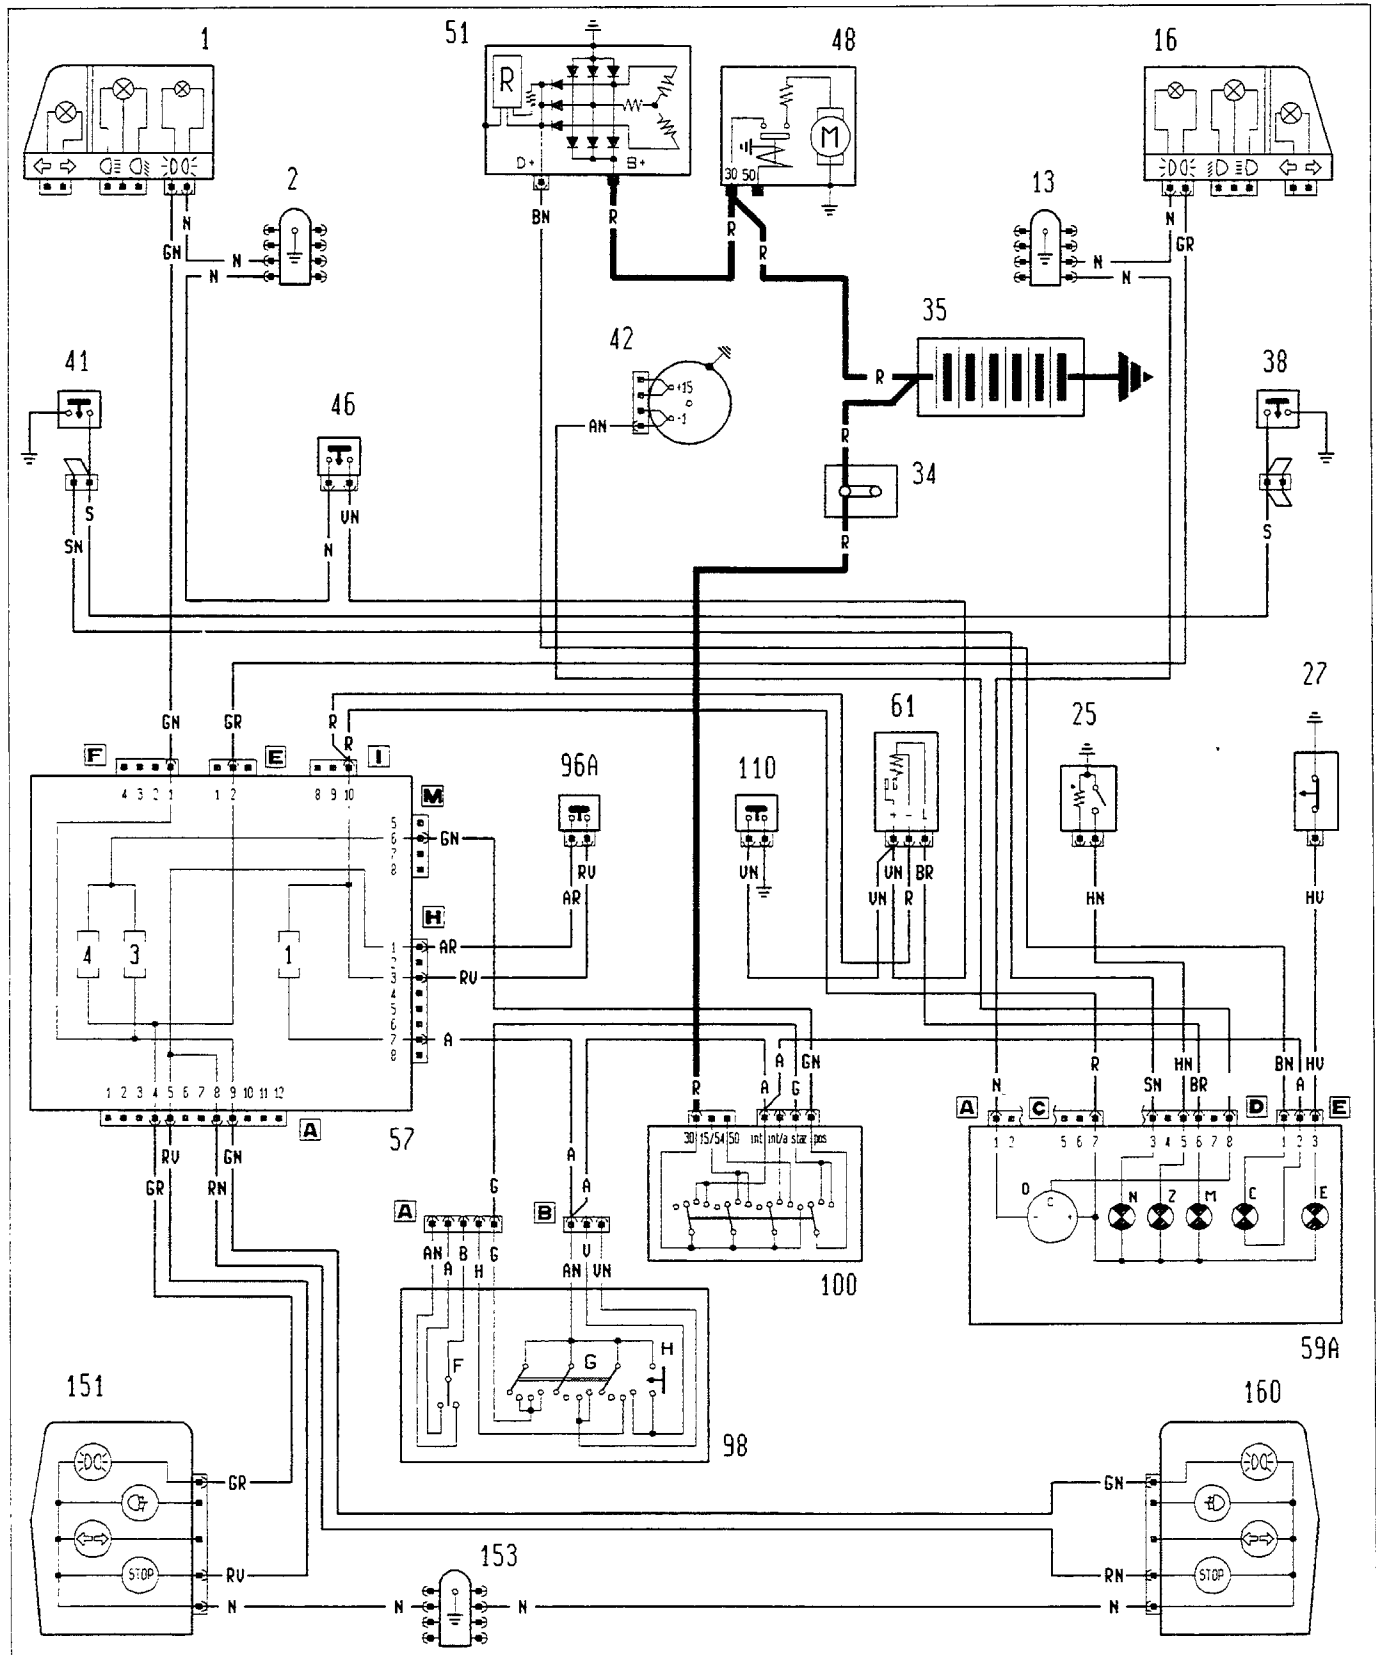 1
51
48
16
R
D+
B+
30 50
M
2
13
N
GN
N
N
BN
R
R
R
N
GR
N
N
41
46
42
35
38
+15
-1
AN
R
R
34
R
S
SN
N
VN
S
27
61
25
GN
GR
R
R
F
E
I
96A
110
4 3 2 1
1 2
8 9 10
M
5
6
7
8
GN
VN
VN
VN
R
BR
AR
RV
HN
HV
4
3
1
H
1
2
3
4
5
6
7
8
AR
RV
A
A
A
G
GN
R
N
R
SN
HN
BR
BN
A
HV
1 2 3 4 5 6 7 8 9 10 11 12
A
57
A
C
D
E
30 15/54 50 int int/a star pos
1 2
5 6 7
3 4 5 6 7 8
1 2 3
RV
GN
GR
RN
G
A
A
A
B
AN
A
B
H
G
AN
V
VN
O
C
-
+
N
Z
M
C
E
100
59A
F
G
H
98
151
160
GR
GN
RV
RN
STOP
STOP
153
N
N
N
N